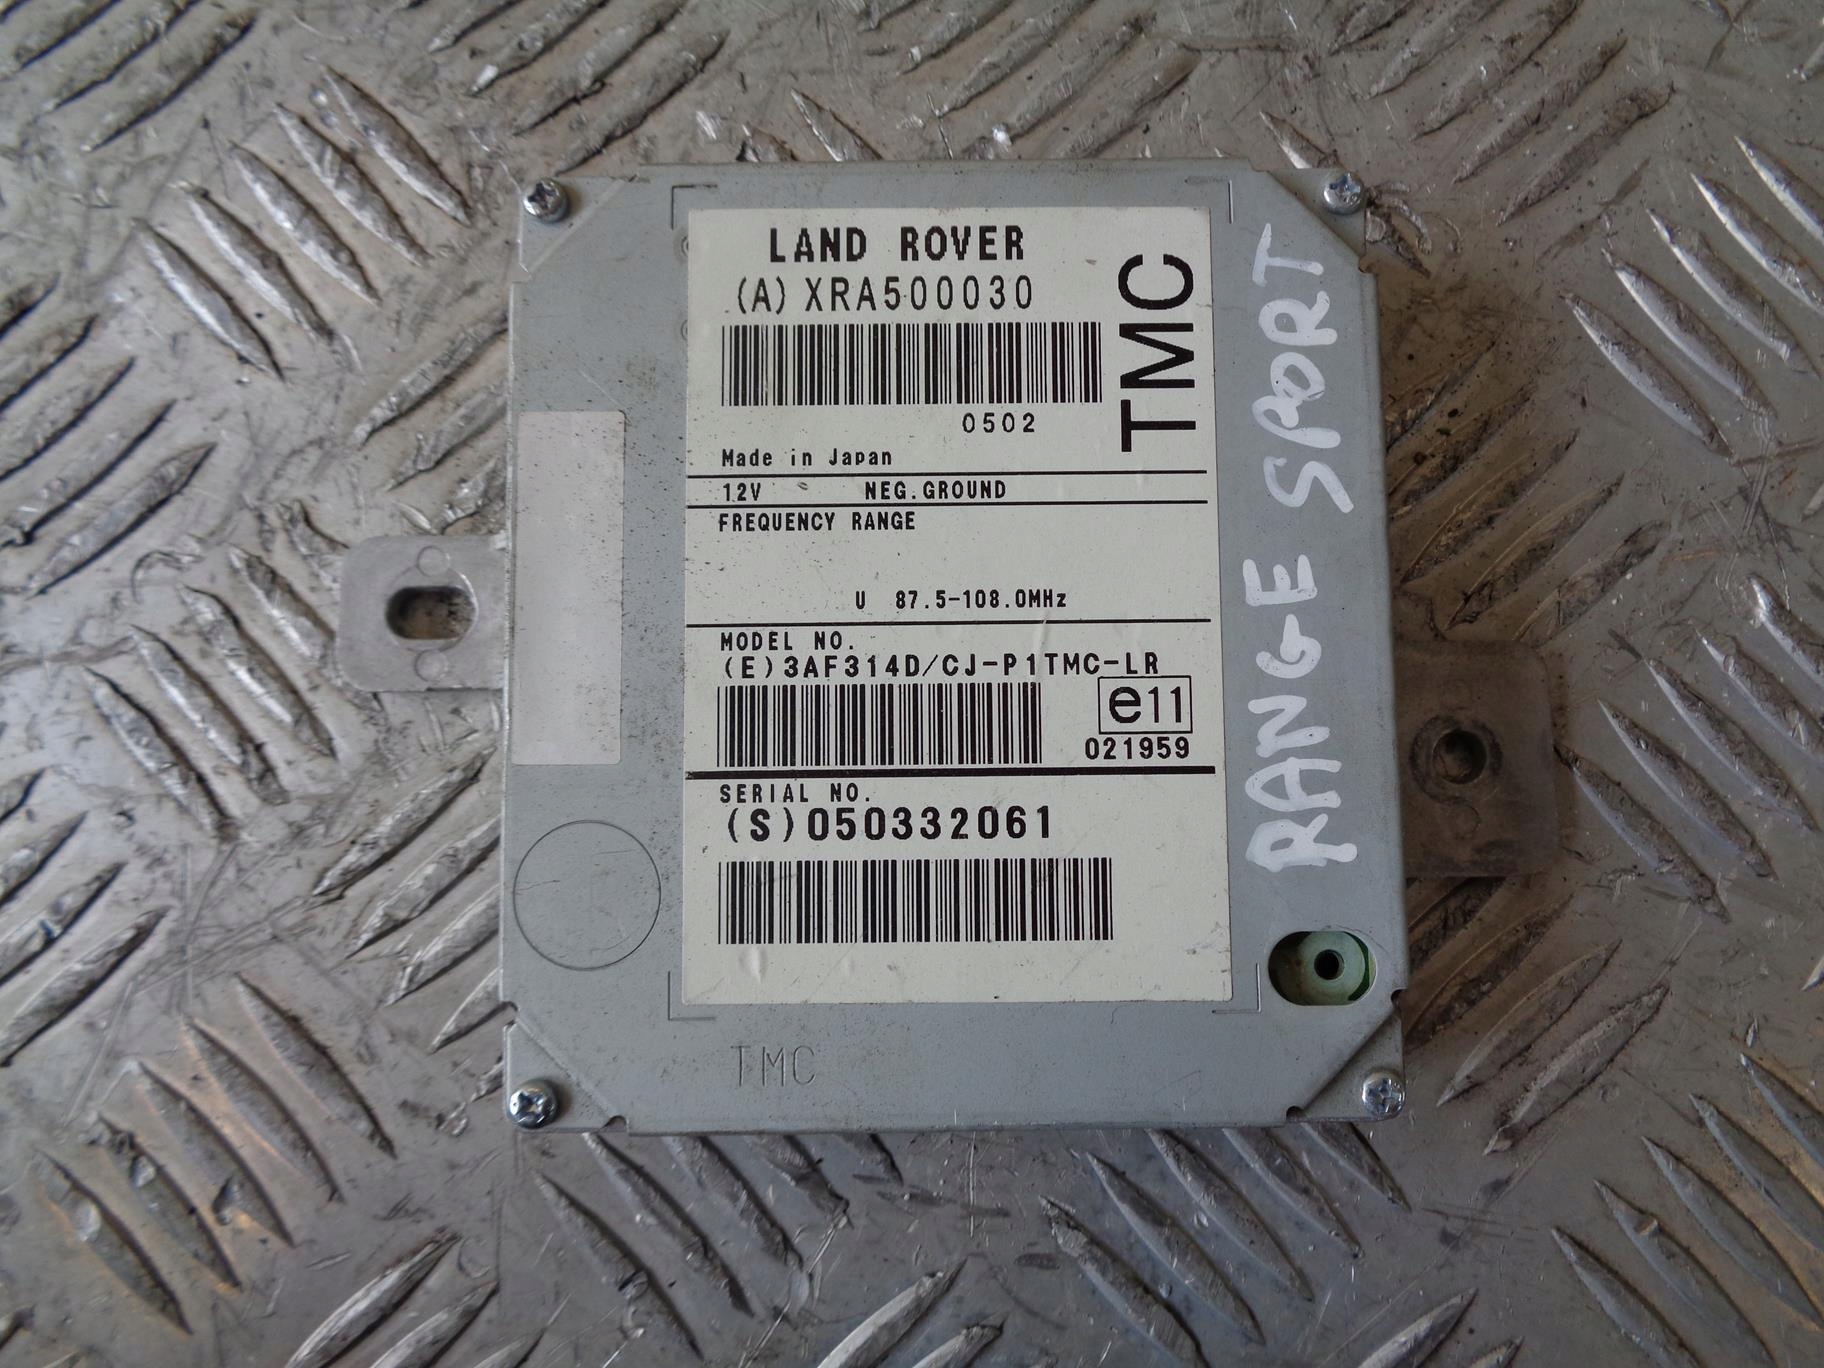 LAND ROVER
(A) XRA500030
TMC
0502
Made in Japan
12V NEG.GROUND
FREQUENCY RANGE
U 87.5-108.0MHz
MODEL NO.
(E)3AF314D/CJ-P1TMC-LR
e11
021959
SERIAL NO.
(S)050332061
RANGE SPORT
TMC